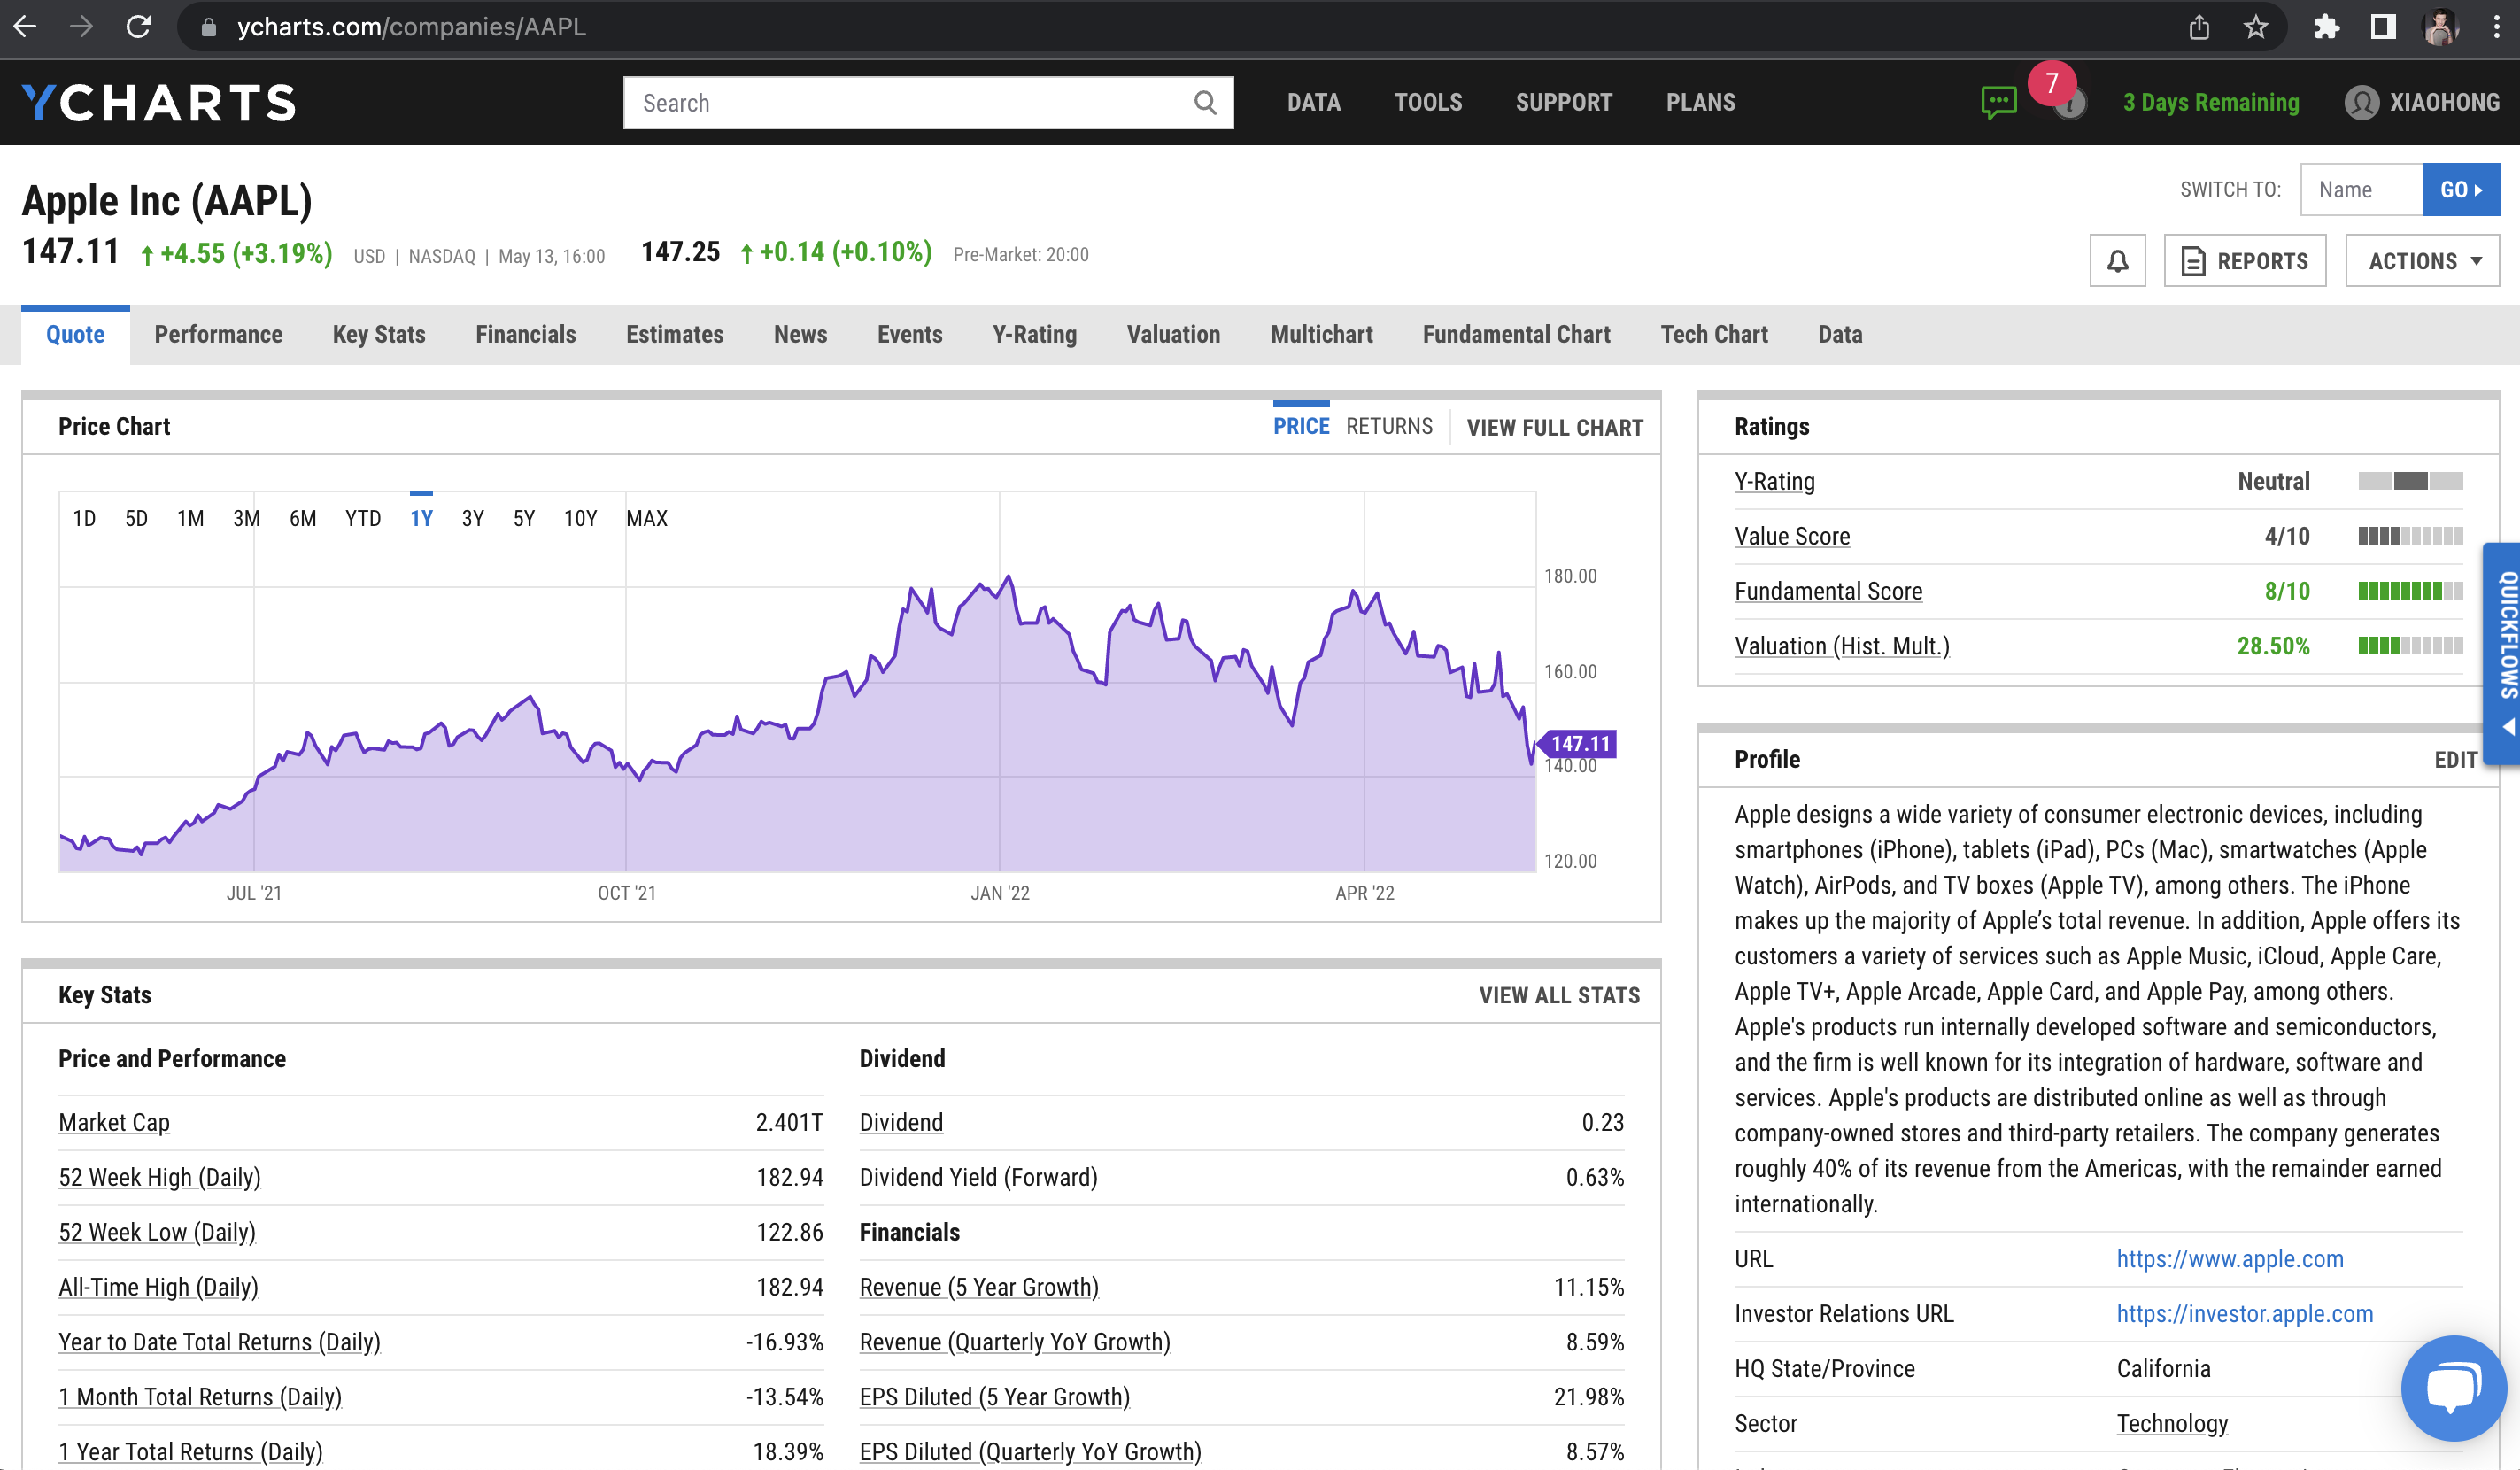 ycharts.com/companies/AAPL
YCHARTS
Search
DATA TOOLS SUPPORT PLANS
7
3 Days Remaining
XIAOHONG
Apple Inc (AAPL)
SWITCH TO: Name GO
147.11 +4.55 (+3.19%) USD | NASDAQ | May 13, 16:00 147.25 +0.14 (+0.10%) Pre-Market: 20:00
REPORTS ACTIONS
Quote Performance Key Stats Financials Estimates News Events Y-Rating Valuation Multichart Fundamental Chart Tech Chart Data
Price Chart PRICE RETURNS VIEW FULL CHART
1D 5D 1M 3M 6M YTD 1Y 3Y 5Y 10Y MAX
180.00
160.00
147.11
140.00
120.00
JUL '21 OCT '21 JAN '22 APR '22
Key Stats VIEW ALL STATS
Price and Performance
Market Cap 2.401T
52 Week High (Daily) 182.94
52 Week Low (Daily) 122.86
All-Time High (Daily) 182.94
Year to Date Total Returns (Daily) -16.93%
1 Month Total Returns (Daily) -13.54%
1 Year Total Returns (Daily) 18.39%
Dividend
Dividend 0.23
Dividend Yield (Forward) 0.63%
Financials
Revenue (5 Year Growth) 11.15%
Revenue (Quarterly YoY Growth) 8.59%
EPS Diluted (5 Year Growth) 21.98%
EPS Diluted (Quarterly YoY Growth) 8.57%
Ratings
Y-Rating Neutral
Value Score 4/10
Fundamental Score 8/10
Valuation (Hist. Mult.) 28.50%
QUICKFLOWS
Profile EDIT
Apple designs a wide variety of consumer electronic devices, including
smartphones (iPhone), tablets (iPad), PCs (Mac), smartwatches (Apple
Watch), AirPods, and TV boxes (Apple TV), among others. The iPhone
makes up the majority of Apple’s total revenue. In addition, Apple offers its
customers a variety of services such as Apple Music, iCloud, Apple Care,
Apple TV+, Apple Arcade, Apple Card, and Apple Pay, among others.
Apple's products run internally developed software and semiconductors,
and the firm is well known for its integration of hardware, software and
services. Apple's products are distributed online as well as through
company-owned stores and third-party retailers. The company generates
roughly 40% of its revenue from the Americas, with the remainder earned
internationally.
URL https://www.apple.com
Investor Relations URL https://investor.apple.com
HQ State/Province California
Sector Technology